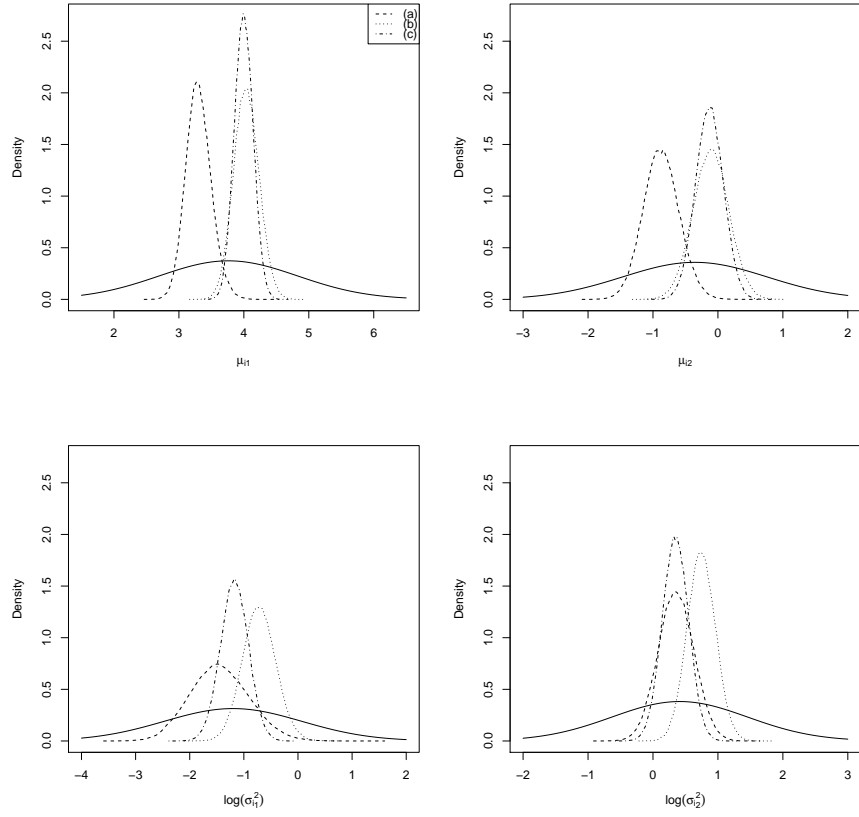 (a)
(b)
(c)
Density
0.0 0.5 1.0 1.5 2.0 2.5
2 3 4 5 6
μi1
Density
0.0 0.5 1.0 1.5 2.0 2.5
−3 −2 −1 0 1 2
μi2
Density
0.0 0.5 1.0 1.5 2.0 2.5
−4 −3 −2 −1 0 1 2
log(σ²i1)
Density
0.0 0.5 1.0 1.5 2.0 2.5
−2 −1 0 1 2 3
log(σ²i2)